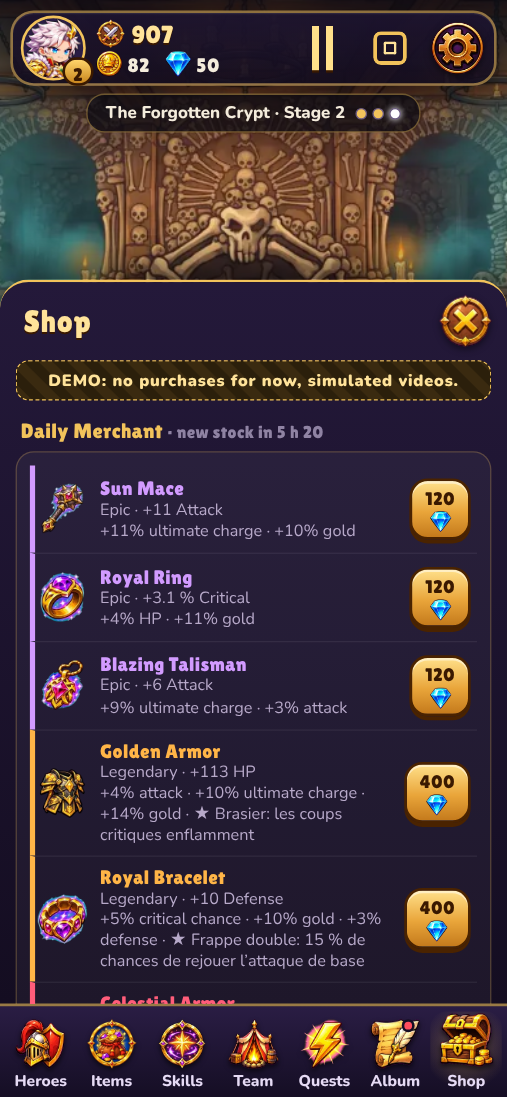 907
2
82
50
The Forgotten Crypt · Stage 2
Shop
DEMO: no purchases for now, simulated videos.
Daily Merchant · new stock in 5 h 20
Sun Mace
Epic · +11 Attack
+11% ultimate charge · +10% gold
120
Royal Ring
Epic · +3.1 % Critical
+4% HP · +11% gold
120
Blazing Talisman
Epic · +6 Attack
+9% ultimate charge · +3% attack
120
Golden Armor
Legendary · +113 HP
+4% attack · +10% ultimate charge ·
+14% gold · ★ Brasier: les coups
critiques enflamment
400
Royal Bracelet
Legendary · +10 Defense
+5% critical chance · +10% gold · +3%
defense · ★ Frappe double: 15 % de
chances de rejouer l'attaque de base
400
Celestial Armor
Heroes
Items
Skills
Team
Quests
Album
Shop